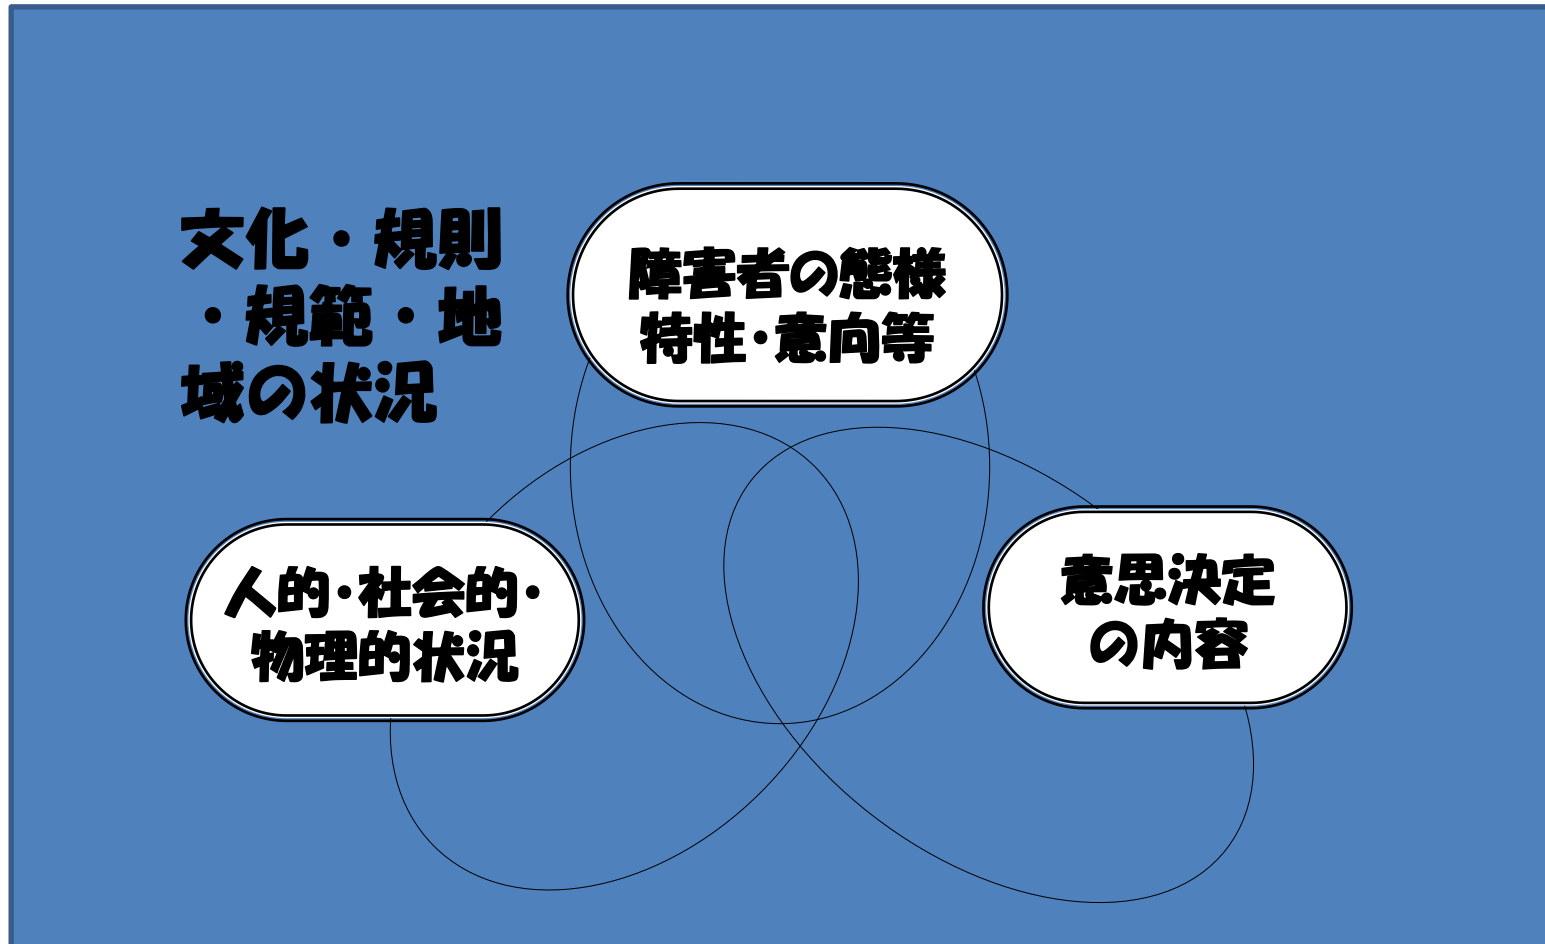 文化・規則
・規範・地
域の状況
障害者の態様
特性・意向等
人的・社会的・
物理的状況
意思決定
の内容